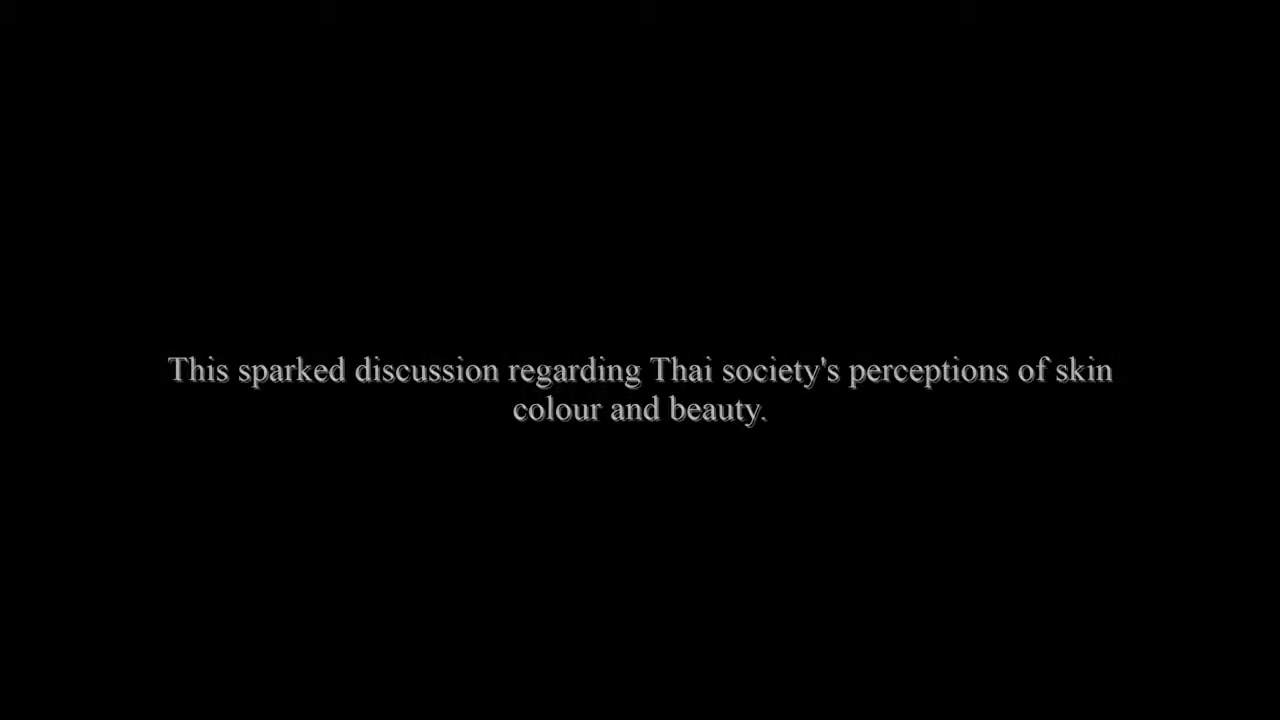 This sparked discussion regarding Thai society's perceptions of skin
colour and beauty.